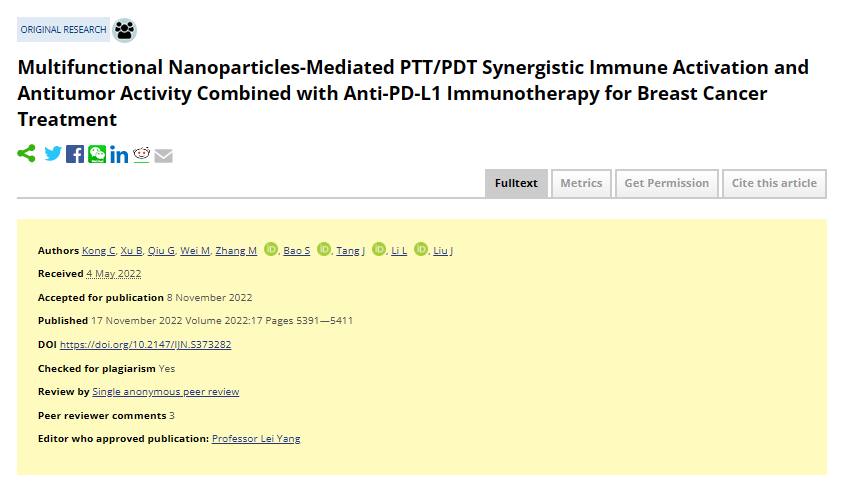 ORIGINAL RESEARCH
Multifunctional Nanoparticles-Mediated PTT/PDT Synergistic Immune Activation and
Antitumor Activity Combined with Anti-PD-L1 Immunotherapy for Breast Cancer
Treatment
Fulltext Metrics Get Permission Cite this article
Authors Kong C, Xu B, Qiu G, Wei M, Zhang M iD, Bao S iD, Tang J iD, Li L iD, Liu J
Received 4 May 2022
Accepted for publication 8 November 2022
Published 17 November 2022 Volume 2022:17 Pages 5391—5411
DOI https://doi.org/10.2147/IJN.S373282
Checked for plagiarism Yes
Review by Single anonymous peer review
Peer reviewer comments 3
Editor who approved publication: Professor Lei Yang